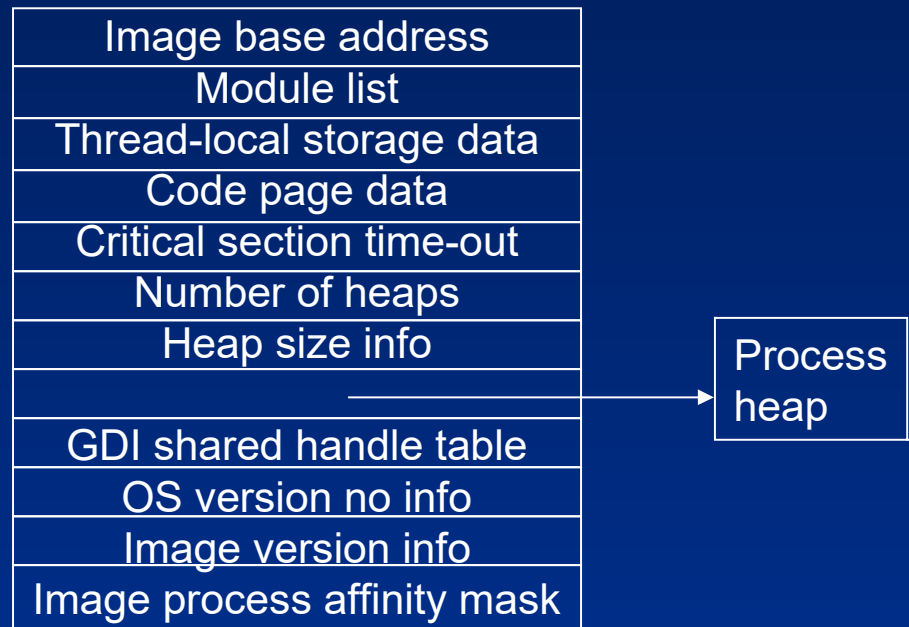 Image base address
Module list
Thread-local storage data
Code page data
Critical section time-out
Number of heaps
Heap size info
Process
heap
GDI shared handle table
OS version no info
Image version info
Image process affinity mask